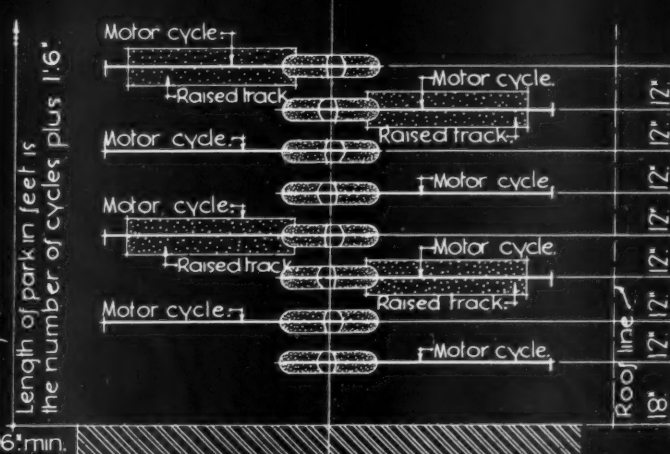 Motor cycle.
Raised track.
Motor cycle.
Raised track.
Motor cycle.
Motor cycle.
Motor cycle.
Raised track.
Motor cycle.
Raised track.
Motor cycle.
Motor cycle.
Length of park in feet is
the number of cycles plus 1'.6"
Roof line
12"
12"
12"
12"
12"
12"
12"
18"
6" min.